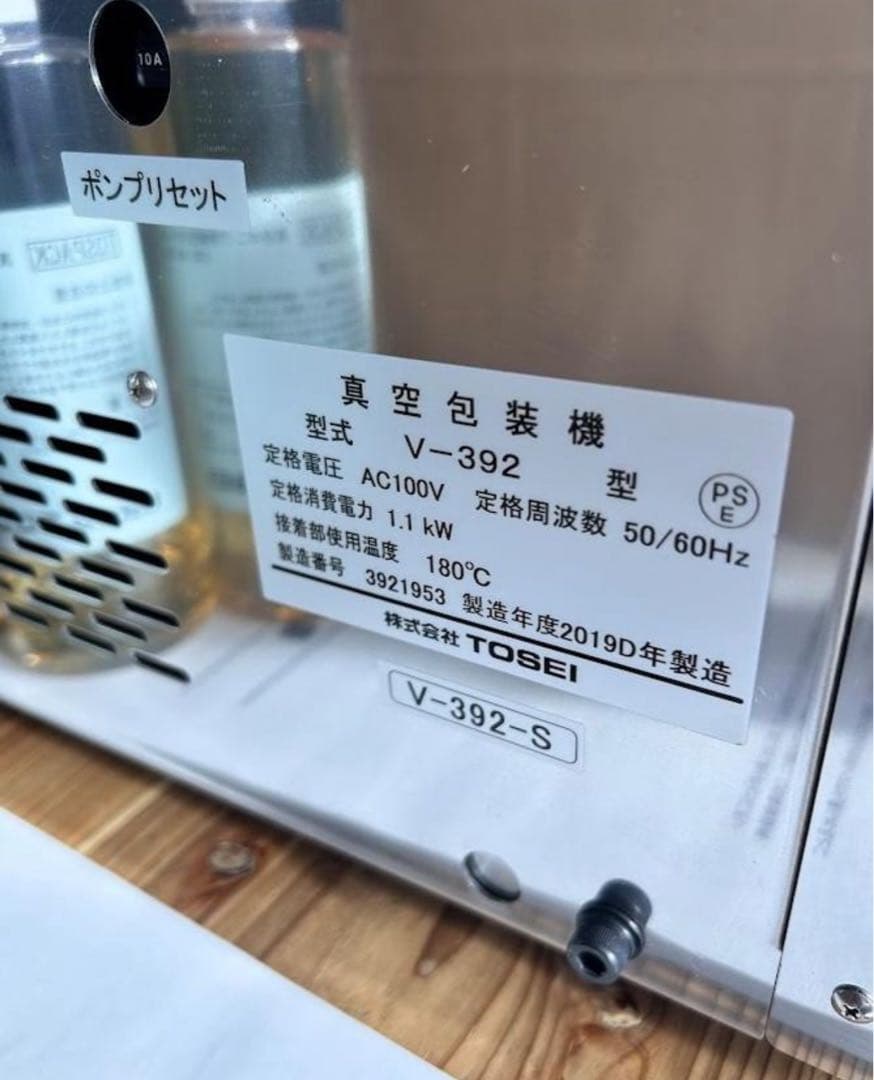 10A
ポンプリセット
TOSPACK
真空包装機
型式 V-392 型
PS
E
定格電圧 AC100V 定格周波数 50/60Hz
定格消費電力 1.1kW
接着部使用温度 180℃
製造番号 3921953 製造年度2019D年製造
株式会社 TOSEI
V-392-S